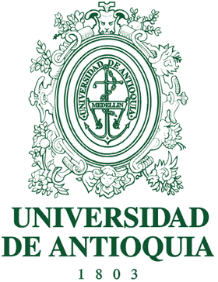 UNIVERSIDAD DE ANTIOQUIA
MEDELLIN
UNIVERSIDAD
DE ANTIOQUIA
1803